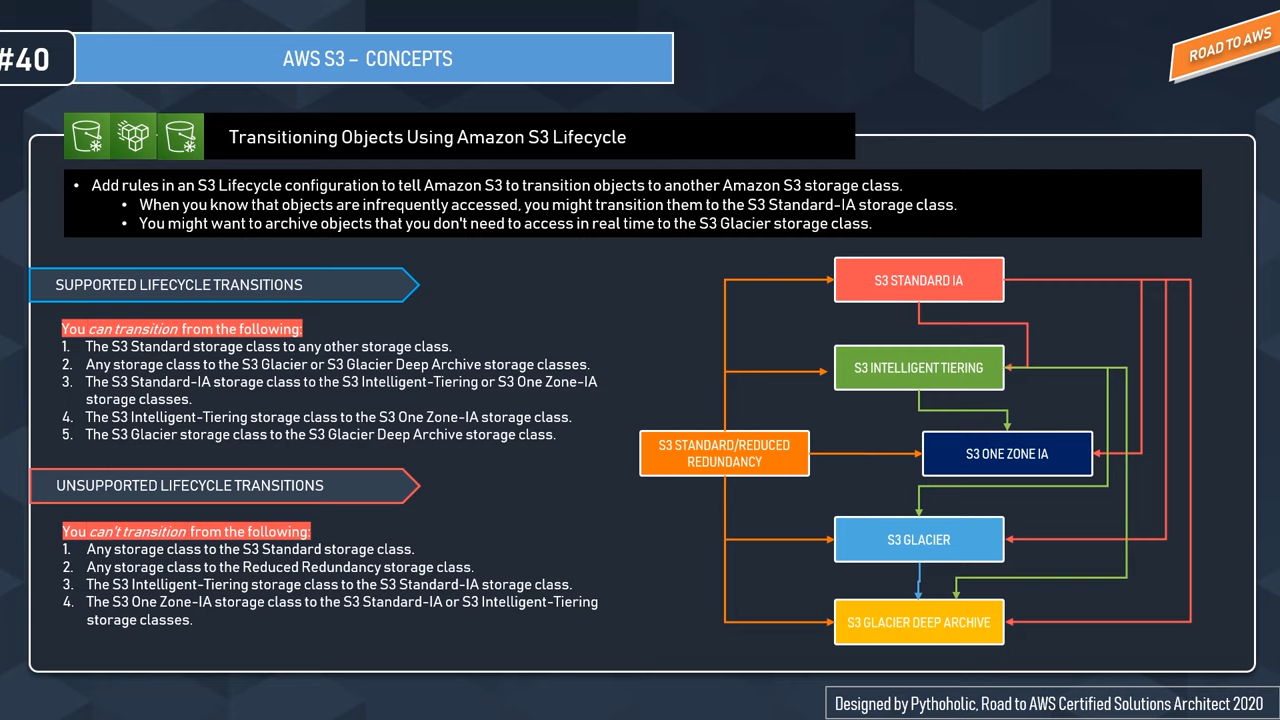 #40
AWS S3 – CONCEPTS
ROAD TO AWS
Transitioning Objects Using Amazon S3 Lifecycle
• Add rules in an S3 Lifecycle configuration to tell Amazon S3 to transition objects to another Amazon S3 storage class.
• When you know that objects are infrequently accessed, you might transition them to the S3 Standard-IA storage class.
• You might want to archive objects that you don't need to access in real time to the S3 Glacier storage class.
SUPPORTED LIFECYCLE TRANSITIONS
You can transition from the following:
1. The S3 Standard storage class to any other storage class.
2. Any storage class to the S3 Glacier or S3 Glacier Deep Archive storage classes.
3. The S3 Standard-IA storage class to the S3 Intelligent-Tiering or S3 One Zone-IA
storage classes.
4. The S3 Intelligent-Tiering storage class to the S3 One Zone-IA storage class.
5. The S3 Glacier storage class to the S3 Glacier Deep Archive storage class.
UNSUPPORTED LIFECYCLE TRANSITIONS
You can't transition from the following:
1. Any storage class to the S3 Standard storage class.
2. Any storage class to the Reduced Redundancy storage class.
3. The S3 Intelligent-Tiering storage class to the S3 Standard-IA storage class.
4. The S3 One Zone-IA storage class to the S3 Standard-IA or S3 Intelligent-Tiering
storage classes.
S3 STANDARD IA
S3 INTELLIGENT TIERING
S3 STANDARD/REDUCED
REDUNDANCY
S3 ONE ZONE IA
S3 GLACIER
S3 GLACIER DEEP ARCHIVE
Designed by Pythoholic, Road to AWS Certified Solutions Architect 2020